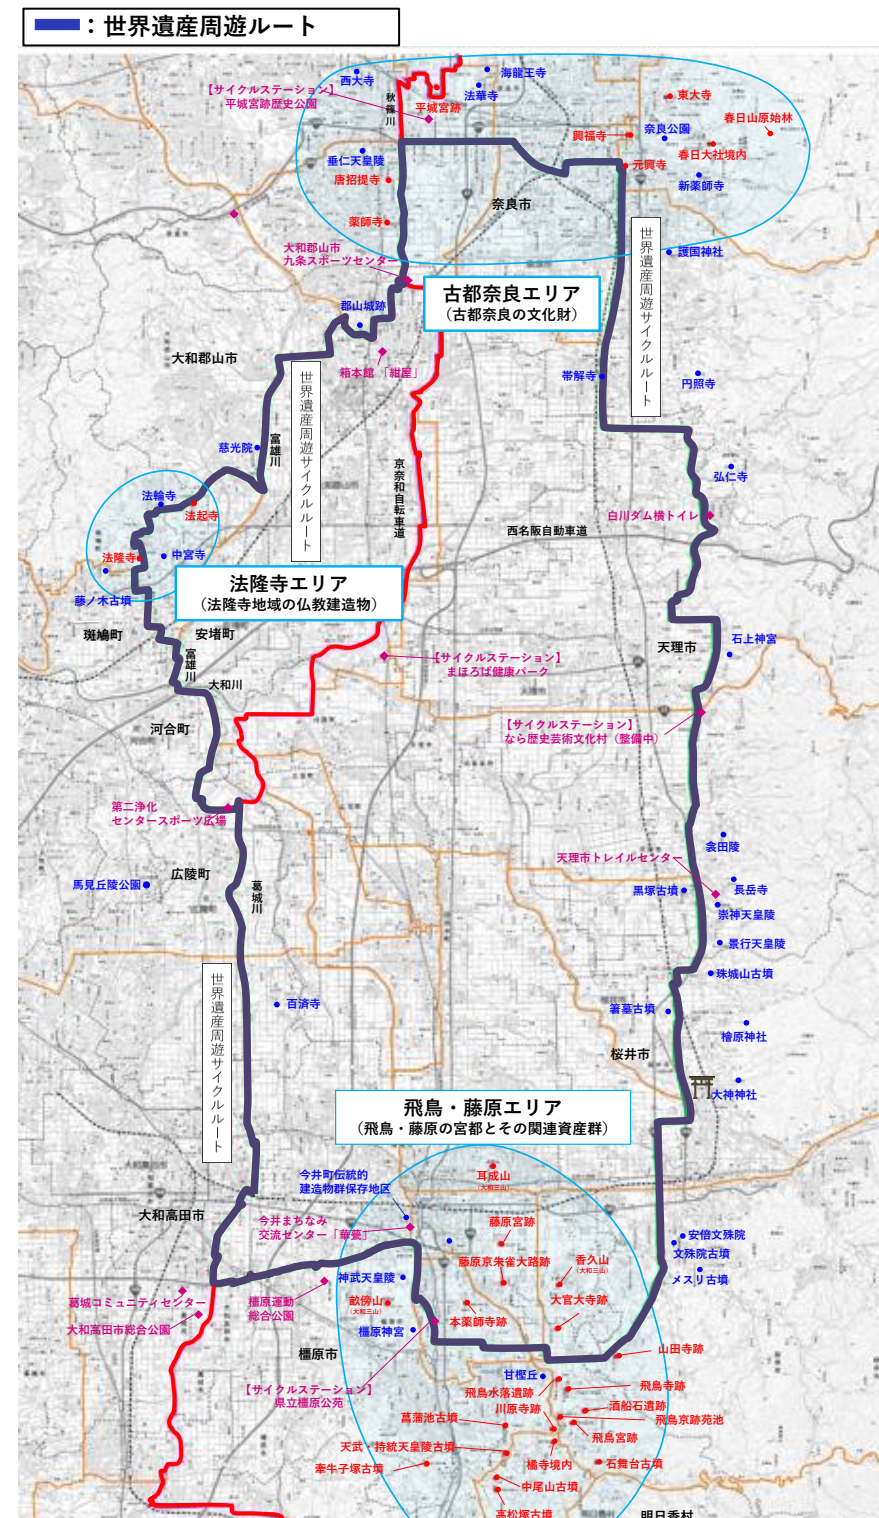 ：世界遺産周遊ルート
西大寺
海龍王寺
法華寺
【サイクルステーション】
平城宮跡歴史公園
秋篠川
平城宮跡
東大寺
春日山原始林
興福寺
奈良公園
春日大社境内
元興寺
新薬師寺
垂仁天皇陵
唐招提寺
薬師寺
奈良市
護国神社
大和郡山市
九条スポーツセンター
世界遺産周遊サイクルルート
古都奈良エリア
（古都奈良の文化財）
郡山城跡
大和郡山市
箱本館 「紺屋」
世界遺産周遊サイクルルート
帯解寺
円照寺
慈光院
富雄川
京奈和自転車道
弘仁寺
法輪寺
法起寺
白川ダム横トイレ
西名阪自動車道
法隆寺
中宮寺
藤ノ木古墳
法隆寺エリア
（法隆寺地域の仏教建造物）
斑鳩町
安堵町
富雄川
大和川
天理市
石上神宮
【サイクルステーション】
まほろば健康パーク
河合町
【サイクルステーション】
なら歴史芸術文化村（整備中）
第二浄化
センタースポーツ広場
衾田陵
天理市トレイルセンター
広陵町
馬見丘陵公園
葛城川
黒塚古墳
長岳寺
崇神天皇陵
景行天皇陵
珠城山古墳
世界遺産周遊サイクルルート
百済寺
箸墓古墳
檜原神社
桜井市
大神神社
飛鳥・藤原エリア
（飛鳥・藤原の宮都とその関連資産群）
耳成山
（大和三山）
今井町伝統的
建造物群保存地区
大和高田市
今井まちなみ
交流センター「華甍」
藤原宮跡
安倍文殊院
文殊院古墳
メスリ古墳
藤原京朱雀大路跡
香久山
（大和三山）
神武天皇陵
葛城コミュニティセンター
大和高田市総合公園
橿原運動
総合公園
畝傍山
（大和三山）
本薬師寺跡
大官大寺跡
橿原神宮
橿原市
山田寺跡
甘樫丘
【サイクルステーション】
県立橿原公苑
飛鳥水落遺跡
飛鳥寺跡
川原寺跡
酒船石遺跡
菖蒲池古墳
飛鳥京跡苑池
飛鳥宮跡
天武・持統天皇陵古墳
橘寺境内
石舞台古墳
牽牛子塚古墳
中尾山古墳
高松塚古墳
明日香村